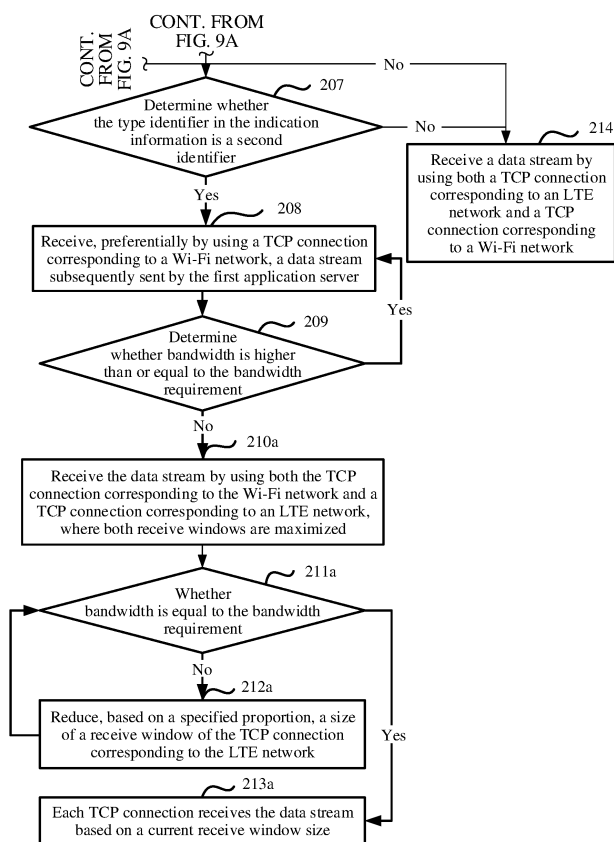 CONT. FROM
FIG. 9A
CONT.
FROM
FIG. 9A
No
207
Determine whether
the type identifier in the indication
information is a second
identifier
No
214
Receive a data stream by
using both a TCP connection
corresponding to an LTE
network and a TCP
connection corresponding
to a Wi-Fi network
Yes
208
Receive, preferentially by using a TCP connection
corresponding to a Wi-Fi network, a data stream
subsequently sent by the first application server
Yes
209
Determine
whether bandwidth is higher
than or equal to the bandwidth
requirement
No
210a
Receive the data stream by using both the TCP
connection corresponding to the Wi-Fi network and a
TCP connection corresponding to an LTE network,
where both receive windows are maximized
211a
Whether
bandwidth is equal to the bandwidth
requirement
No
212a
Reduce, based on a specified proportion, a size
of a receive window of the TCP connection
corresponding to the LTE network
Yes
213a
Each TCP connection receives the data stream
based on a current receive window size